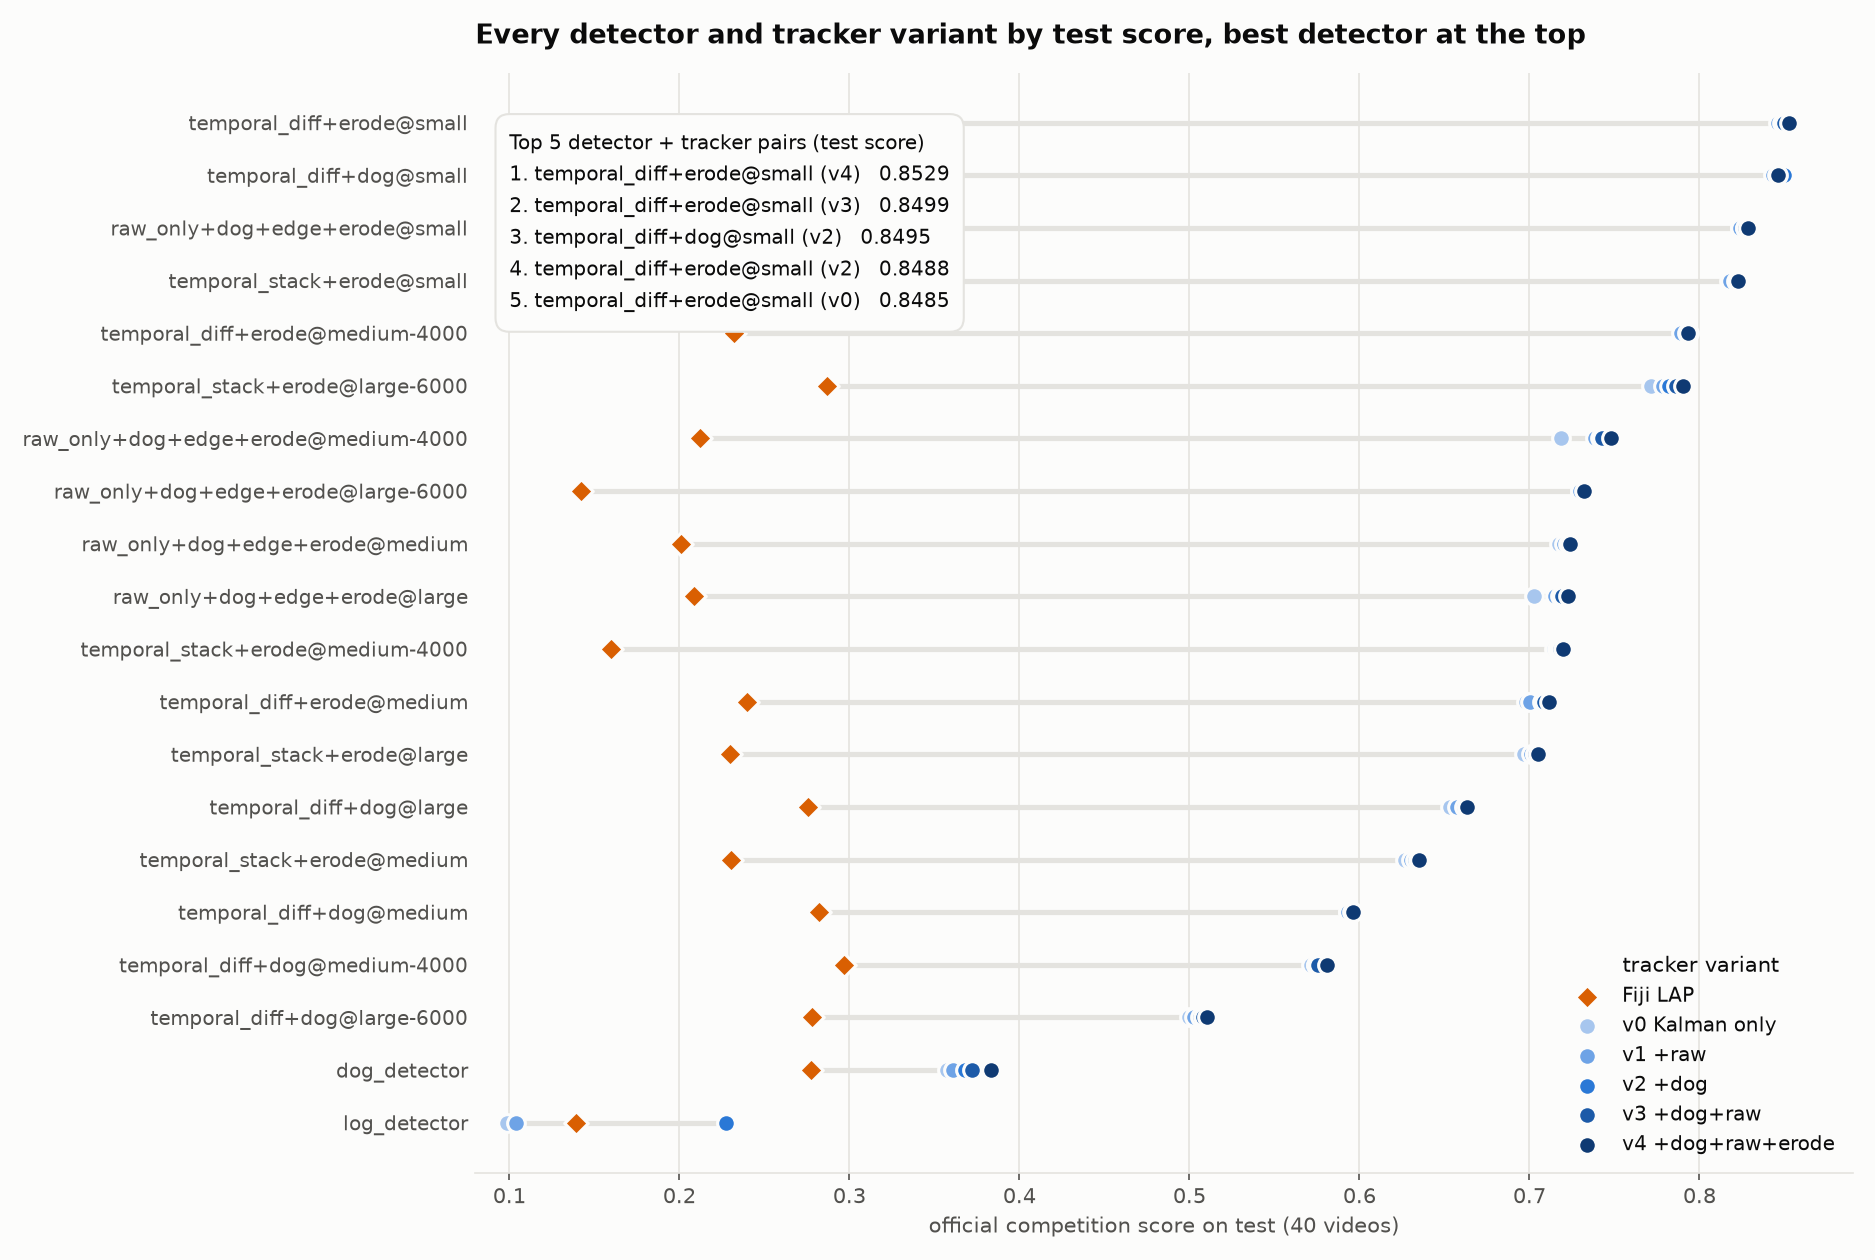 Every detector and tracker variant by test score, best detector at the top
temporal_diff+erode@small
temporal_diff+dog@small
raw_only+dog+edge+erode@small
temporal_stack+erode@small
temporal_diff+erode@medium-4000
temporal_stack+erode@large-6000
raw_only+dog+edge+erode@medium-4000
raw_only+dog+edge+erode@large-6000
raw_only+dog+edge+erode@medium
raw_only+dog+edge+erode@large
temporal_stack+erode@medium-4000
temporal_diff+erode@medium
temporal_stack+erode@large
temporal_diff+dog@large
temporal_stack+erode@medium
temporal_diff+dog@medium
temporal_diff+dog@medium-4000
temporal_diff+dog@large-6000
dog_detector
log_detector
Top 5 detector + tracker pairs (test score)
1. temporal_diff+erode@small (v4) 0.8529
2. temporal_diff+erode@small (v3) 0.8499
3. temporal_diff+dog@small (v2) 0.8495
4. temporal_diff+erode@small (v2) 0.8488
5. temporal_diff+erode@small (v0) 0.8485
tracker variant
Fiji LAP
v0 Kalman only
v1 +raw
v2 +dog
v3 +dog+raw
v4 +dog+raw+erode
0.1 0.2 0.3 0.4 0.5 0.6 0.7 0.8
official competition score on test (40 videos)